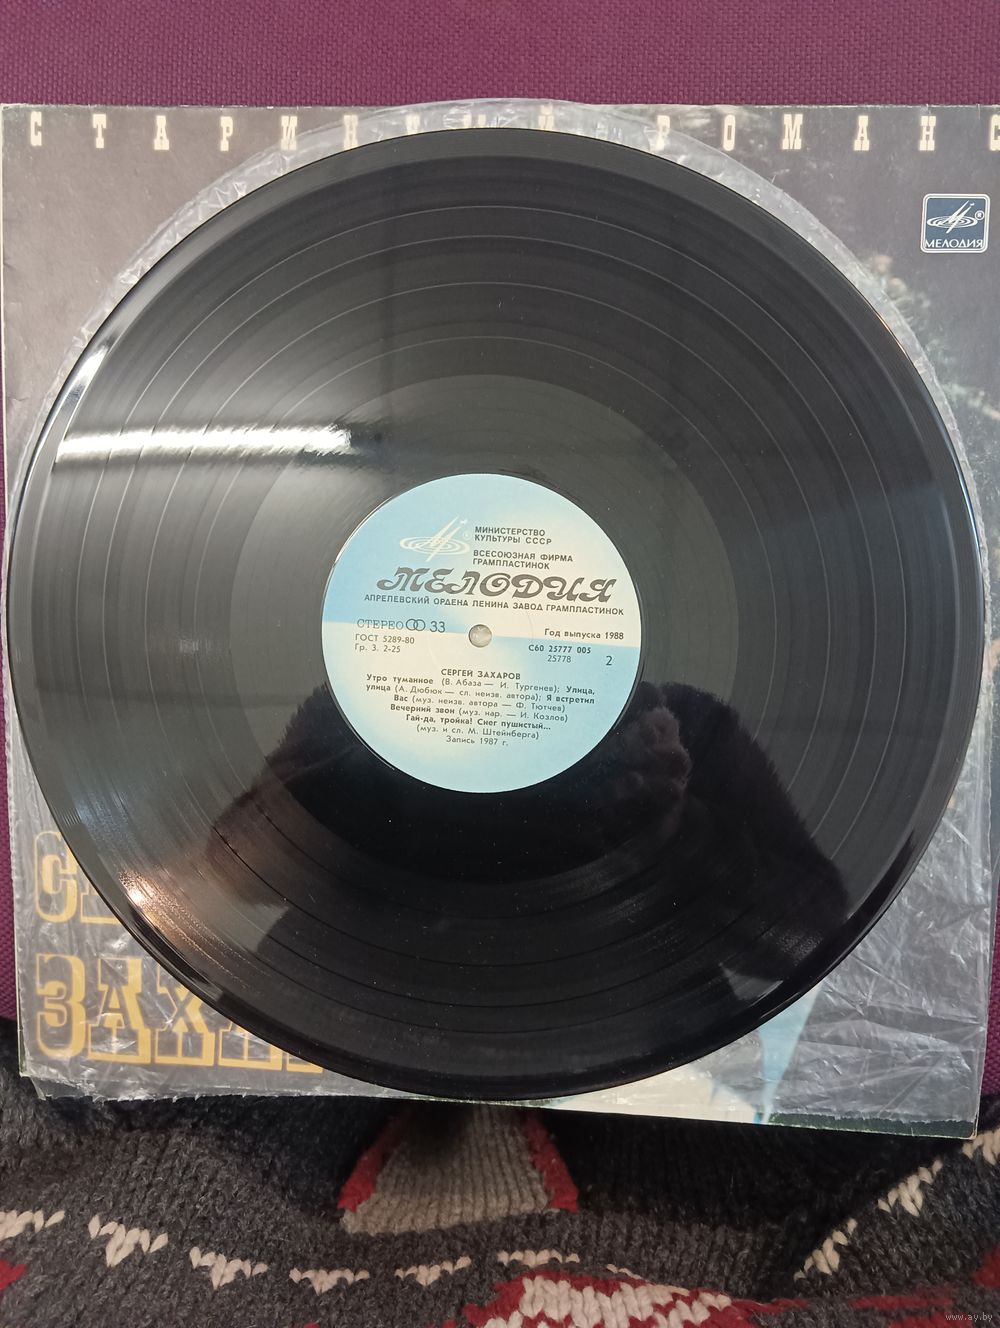 МЕЛОДИЯ
МИНИСТЕРСТВО
КУЛЬТУРЫ СССР
ВСЕСОЮЗНАЯ ФИРМА
ГРАМПЛАСТИНОК
МЕЛОДИЯ
АПРЕЛЕВСКИЙ ОРДЕНА ЛЕНИНА ЗАВОД ГРАМПЛАСТИНОК
СТЕРЕО 33
Год выпуска 1988
ГОСТ 5289-80
С60 25777 005
Гр. 3. 2-25
25778
2
СЕРГЕЙ ЗАХАРОВ
Утро туманное (В. Абаза — И. Тургенев); Улица,
улица (А. Дюбюк — сл. неизв. автора); Я встретил
Вас (муз. неизв. автора — Ф. Тютчев)
Вечерний звон (муз. нар. — И. Козлов)
Гай-да, тройка! Снег пушистый...
(муз. и сл. М. Штейнберга)
Запись 1987 г.
www.ay.by